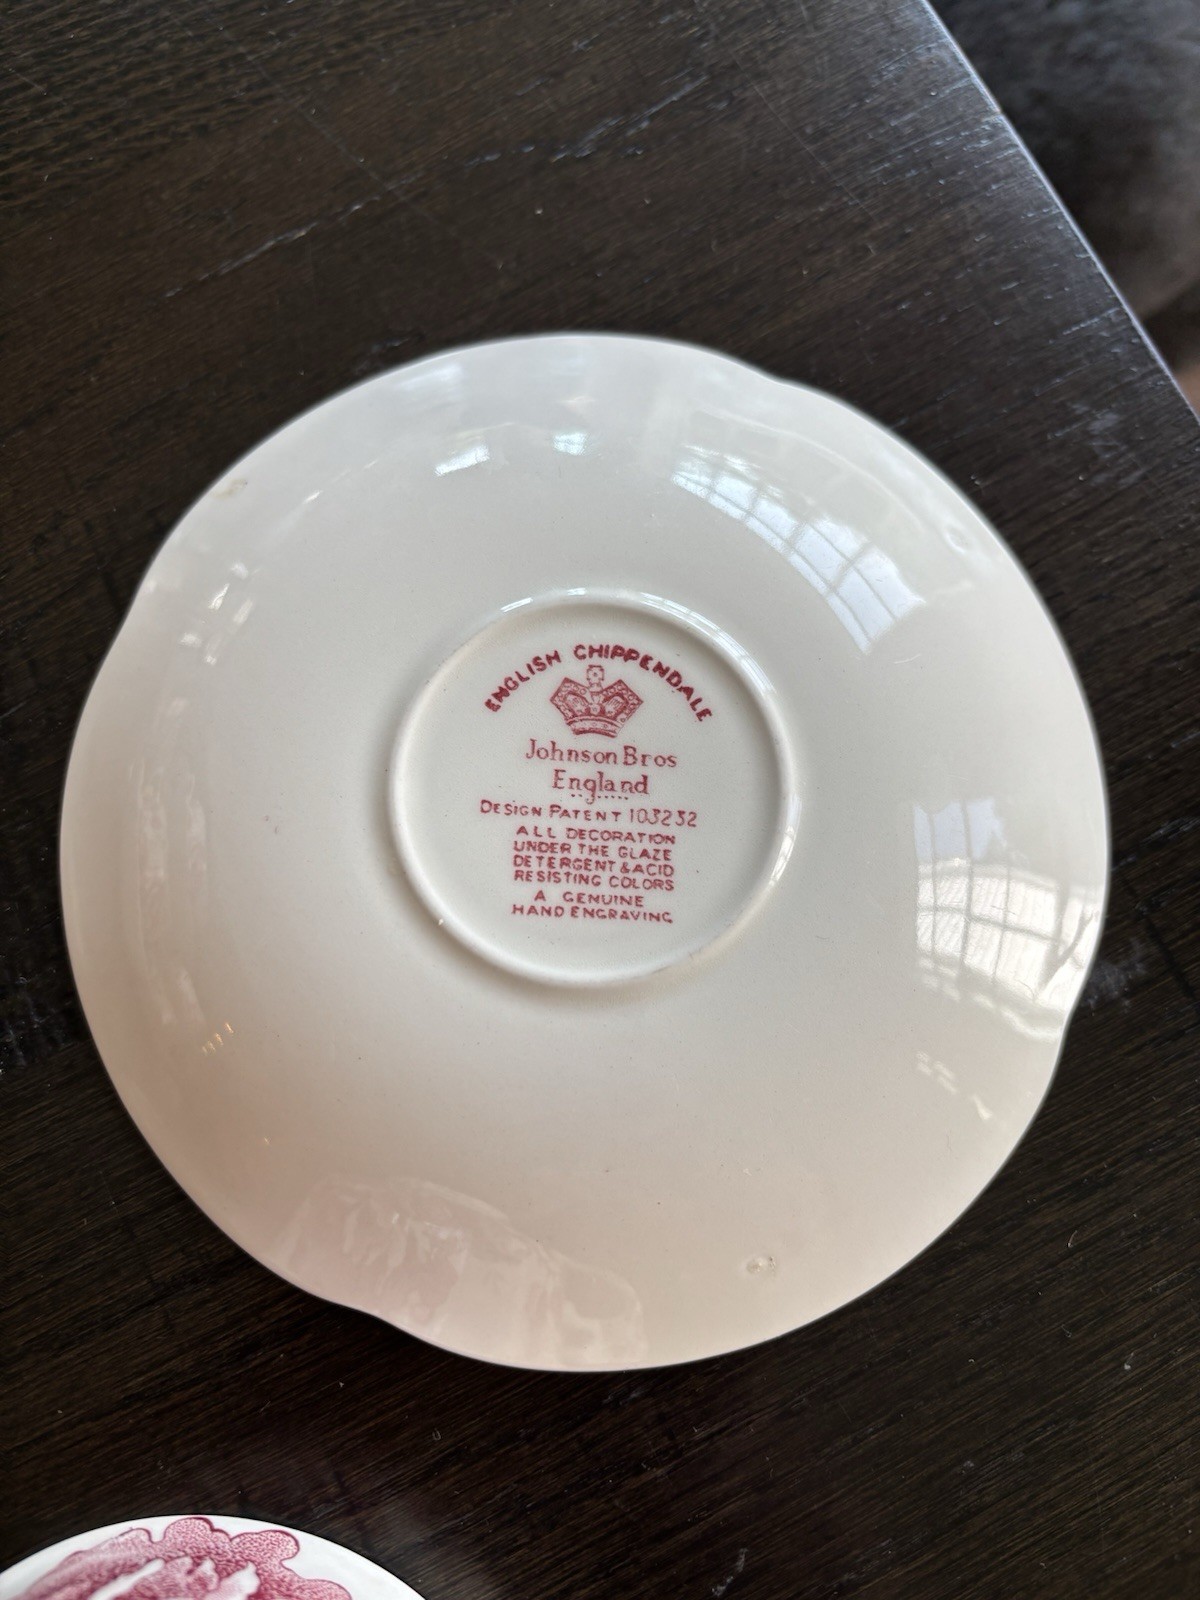 ENGLISH CHIPPENDALE
Johnson Bros
England
DESIGN PATENT 103232
ALL DECORATION
UNDER THE GLAZE
DETERGENT & ACID
RESISTING COLORS
A GENUINE
HAND ENGRAVING